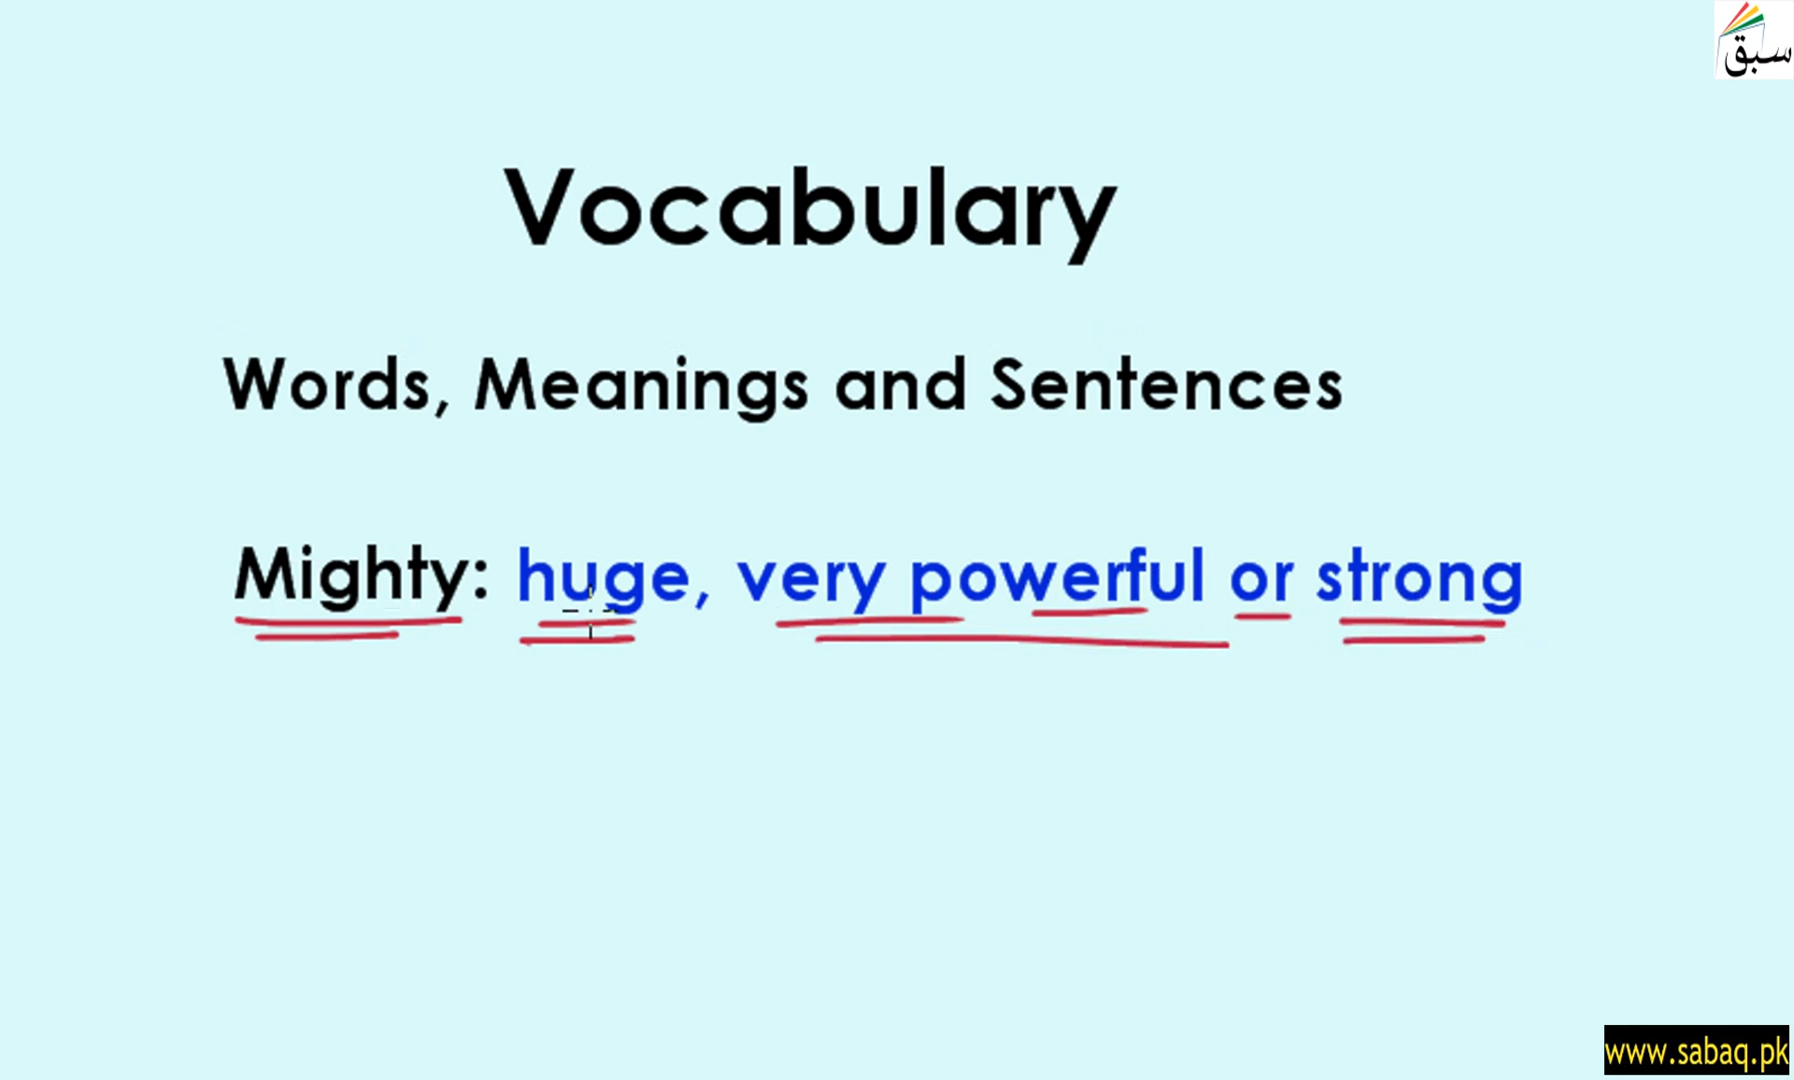 سبق
Vocabulary
Words, Meanings and Sentences
Mighty: huge, very powerful or strong
www.sabaq.pk